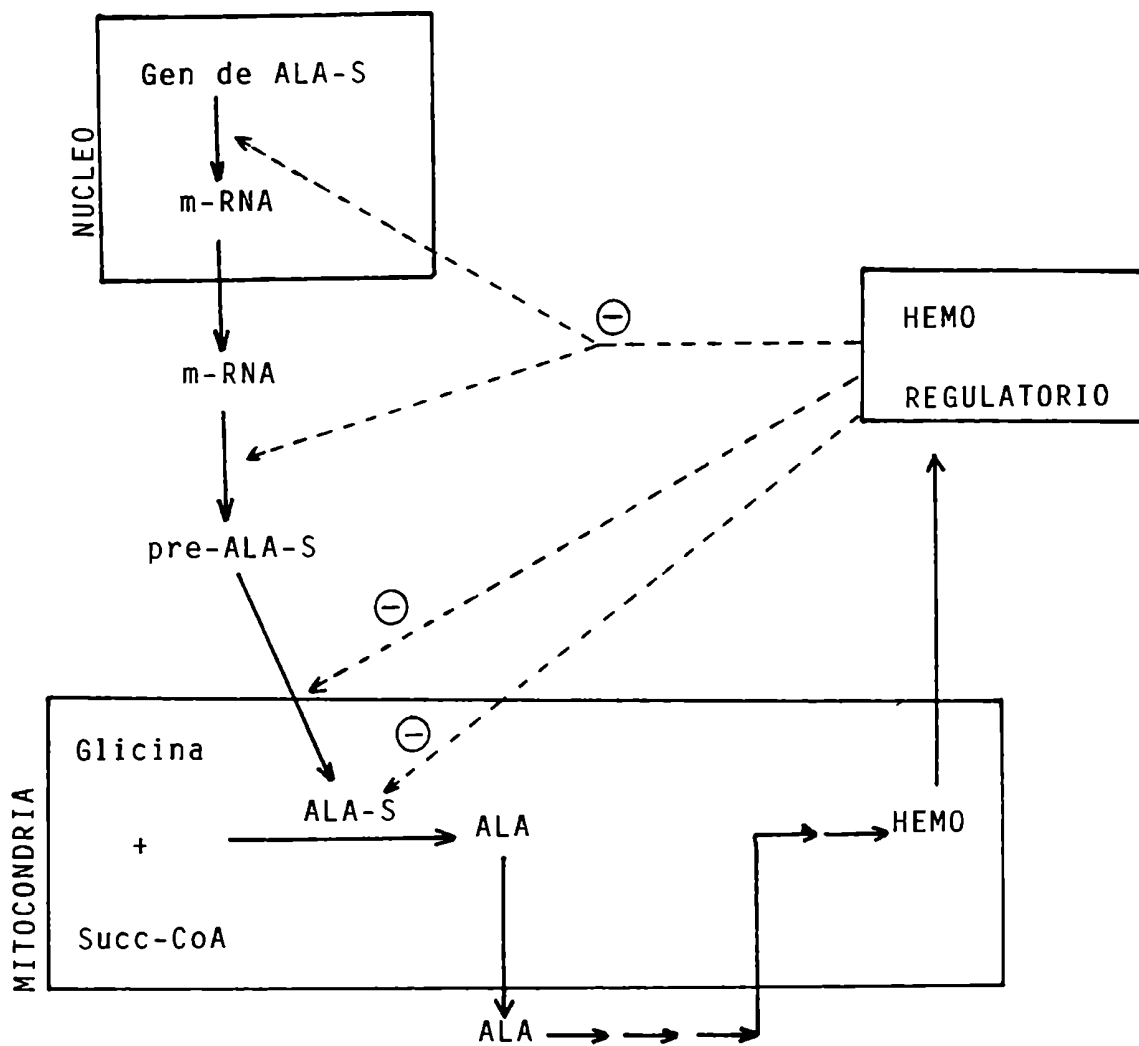 NUCLEO
Gen de ALA-S
m-RNA
m-RNA
pre-ALA-S
HEMO
REGULATORIO
⊖
⊖
⊖
MITOCONDRIA
Glicina
+
Succ-CoA
ALA-S
ALA
HEMO
ALA